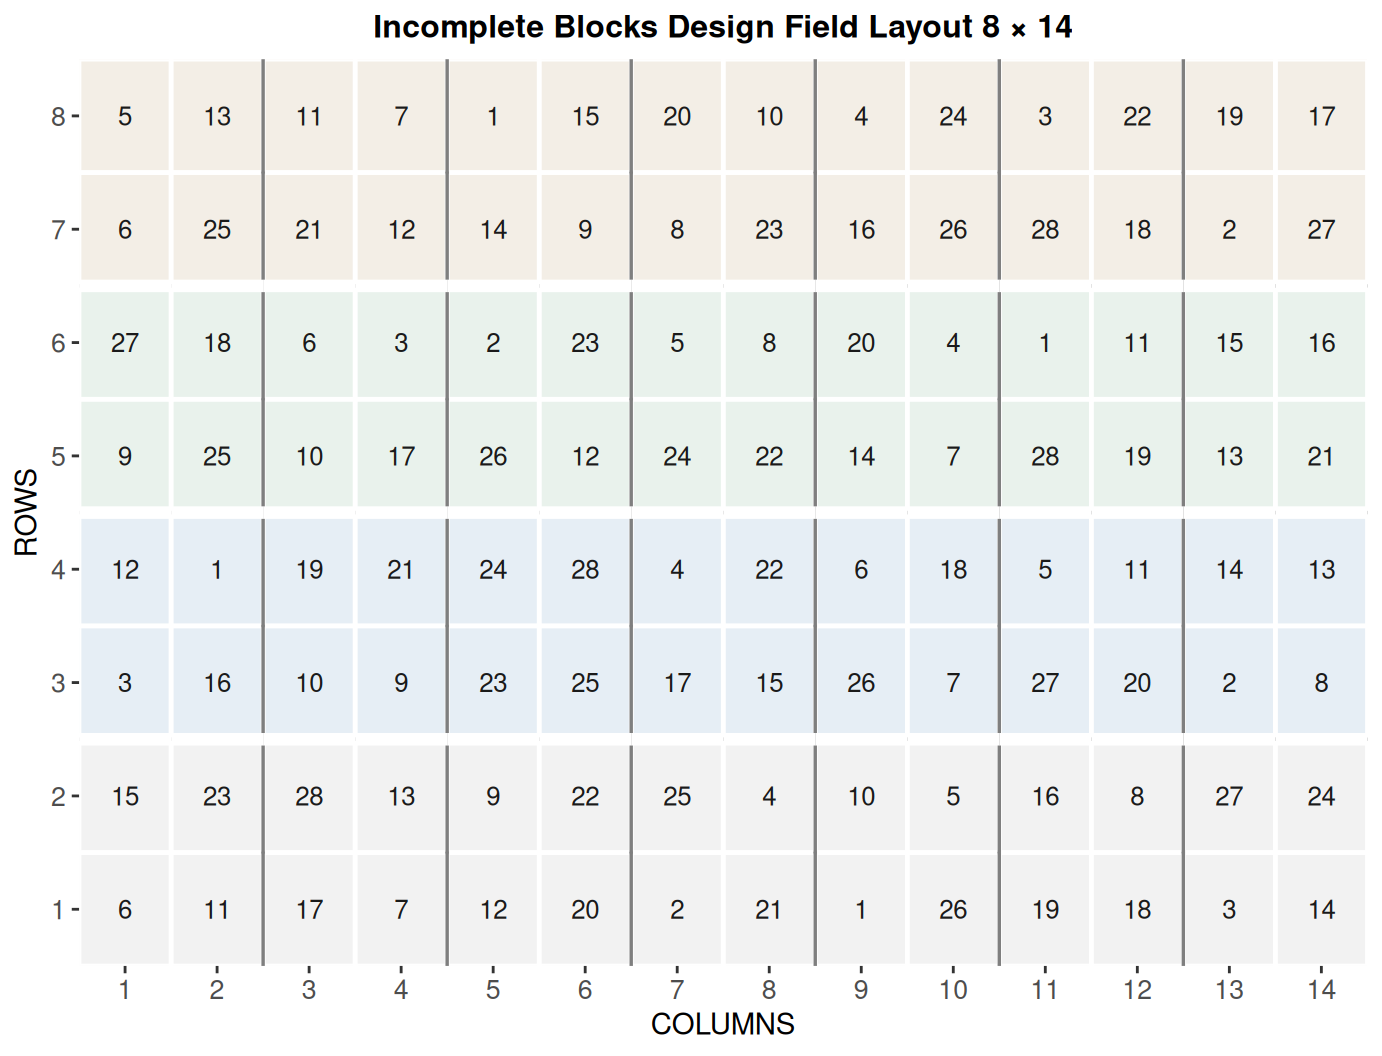 Incomplete Blocks Design Field Layout 8 × 14
8 5 13 11 7 1 15 20 10 4 24 3 22 19 17
7 6 25 21 12 14 9 8 23 16 26 28 18 2 27
6 27 18 6 3 2 23 5 8 20 4 1 11 15 16
5 9 25 10 17 26 12 24 22 14 7 28 19 13 21
ROWS
4 12 1 19 21 24 28 4 22 6 18 5 11 14 13
3 3 16 10 9 23 25 17 15 26 7 27 20 2 8
2 15 23 28 13 9 22 25 4 10 5 16 8 27 24
1 6 11 17 7 12 20 2 21 1 26 19 18 3 14
1 2 3 4 5 6 7 8 9 10 11 12 13 14
COLUMNS